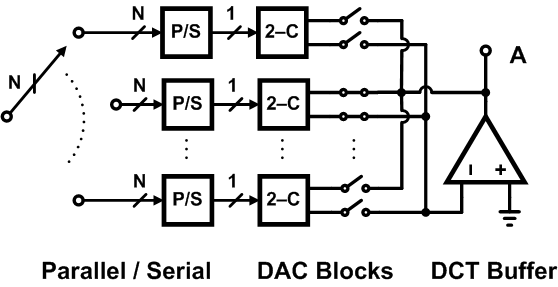 N P/S 1 2–C
A
N
N P/S 1 2–C
– +
N P/S 1 2–C
Parallel / Serial DAC Blocks DCT Buffer